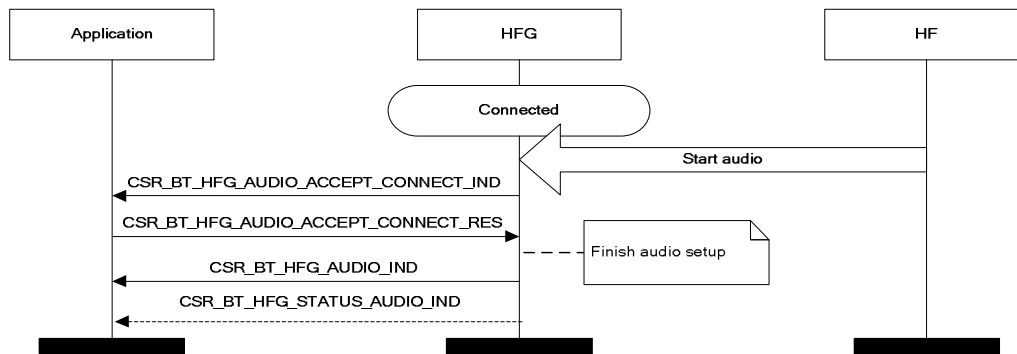 Application
HFG
HF
Connected
Start audio
CSR_BT_HFG_AUDIO_ACCEPT_CONNECT_IND
CSR_BT_HFG_AUDIO_ACCEPT_CONNECT_RES
Finish audio setup
CSR_BT_HFG_AUDIO_IND
CSR_BT_HFG_STATUS_AUDIO_IND